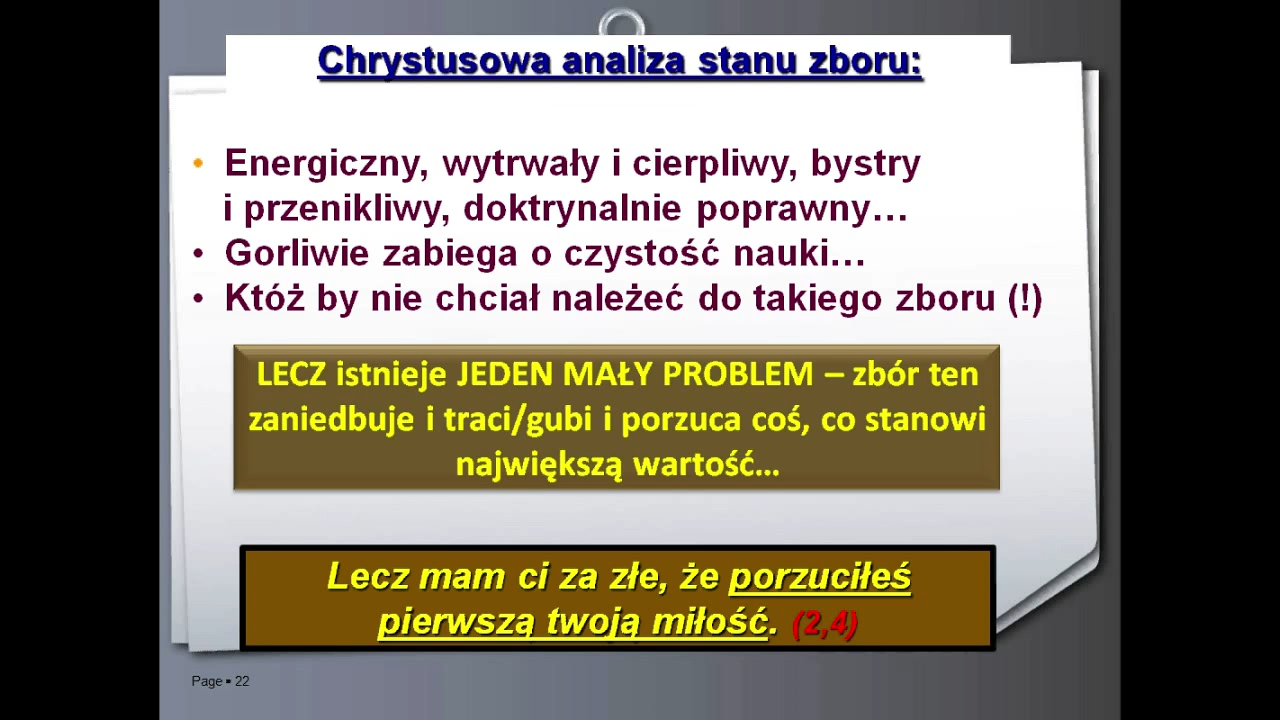 Chrystusowa analiza stanu zboru:
• Energiczny, wytrwały i cierpliwy, bystry
i przenikliwy, doktrynalnie poprawny…
• Gorliwie zabiega o czystość nauki…
• Któż by nie chciał należeć do takiego zboru (!)
LECZ istnieje JEDEN MAŁY PROBLEM – zbór ten
zaniedbuje i traci/gubi i porzuca coś, co stanowi
największą wartość…
Lecz mam ci za złe, że porzuciłeś
pierwszą twoją miłość. (2,4)
Page ▪ 22